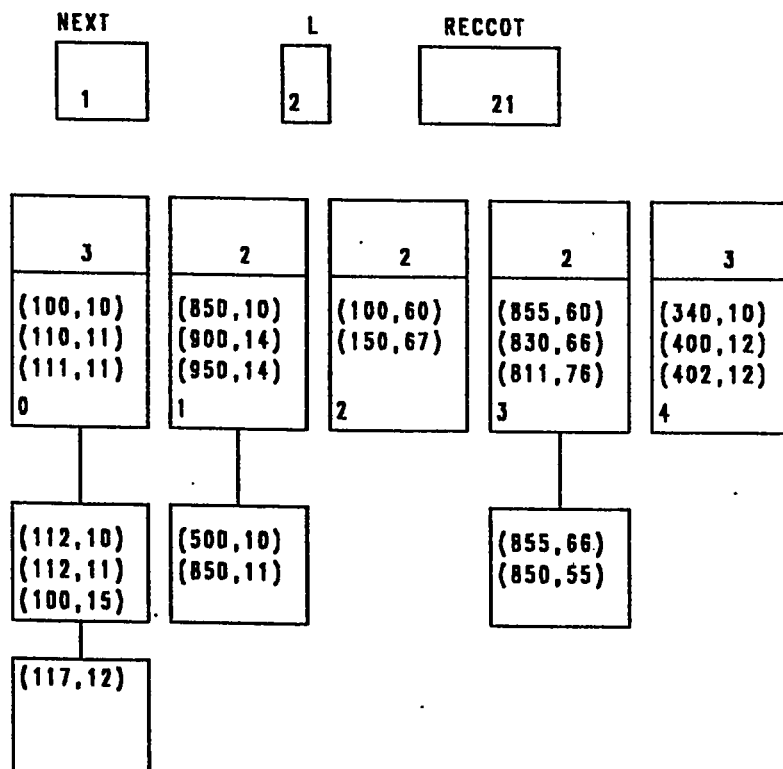 NEXT L RECCOT
1 2 21
3 2 2 2 3
(100,10) (850,10) (100,60) (855,60) (340,10)
(110,11) (900,14) (150,67) (830,66) (400,12)
(111,11) (950,14) (811,76) (402,12)
0 1 2 3 4
(112,10) (500,10) (855,66)
(112,11) (850,11) (850,55)
(100,15)
(117,12)